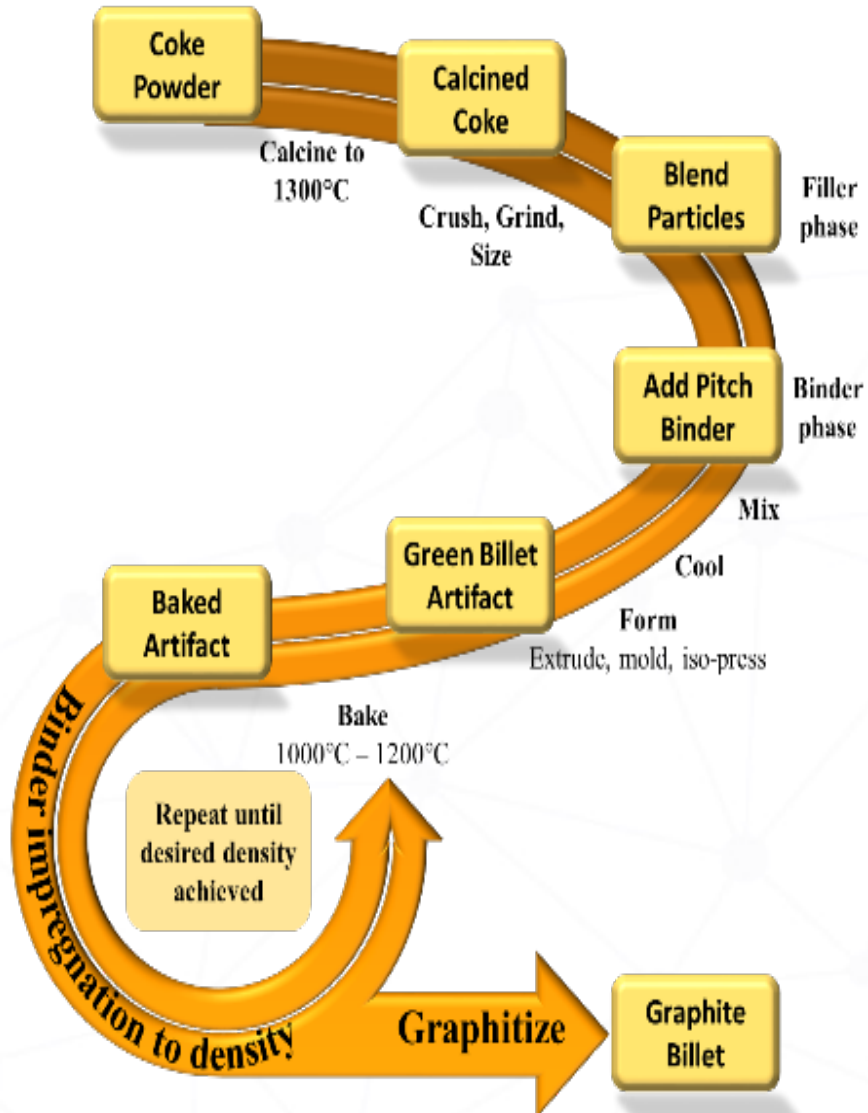 Coke
Powder
Calcined
Coke
Calcine to
1300°C
Blend
Particles
Filler
phase
Crush, Grind,
Size
Add Pitch
Binder
Binder
phase
Mix
Green Billet
Artifact
Cool
Baked
Artifact
Form
Extrude, mold, iso-press
Bake
1000°C – 1200°C
Binder impregnation to density
Repeat until
desired density
achieved
Graphitize
Graphite
Billet